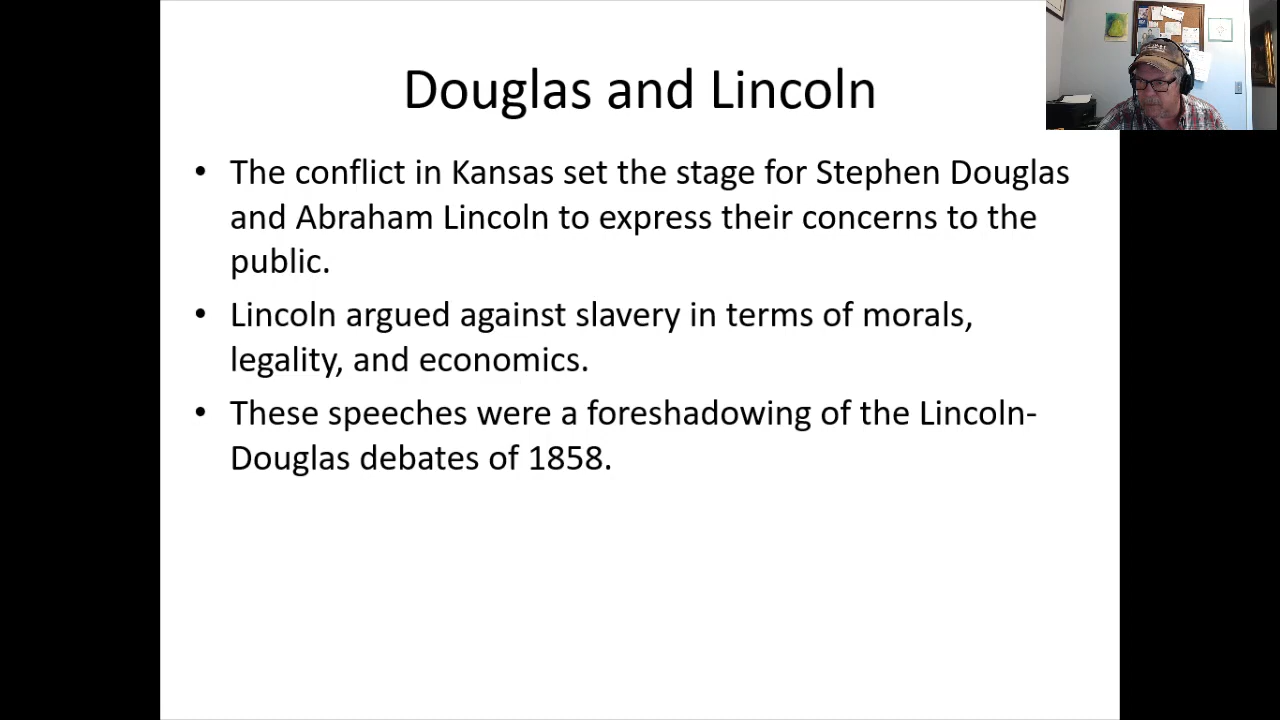 Douglas and Lincoln
• The conflict in Kansas set the stage for Stephen Douglas
and Abraham Lincoln to express their concerns to the
public.
• Lincoln argued against slavery in terms of morals,
legality, and economics.
• These speeches were a foreshadowing of the Lincoln-
Douglas debates of 1858.